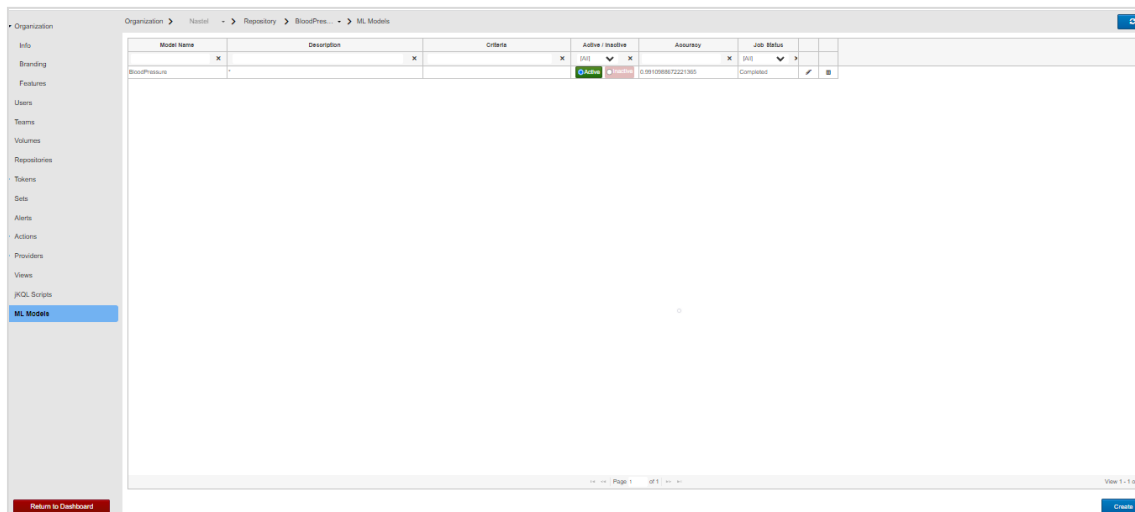 Organization
Info
Branding
Features
Users
Teams
Volumes
Repositories
Tokens
Sets
Alerts
Actions
Providers
Views
jKQL Scripts
ML Models
Return to Dashboard
Organization > Nastel > Repository > BloodPres... > ML Models
Model Name Description Criteria Active / Inactive Accuracy Job Status
[All] [All]
BloodPressure * Active Inactive Completed
Page 1 of 1
View 1 - 1 o
Create